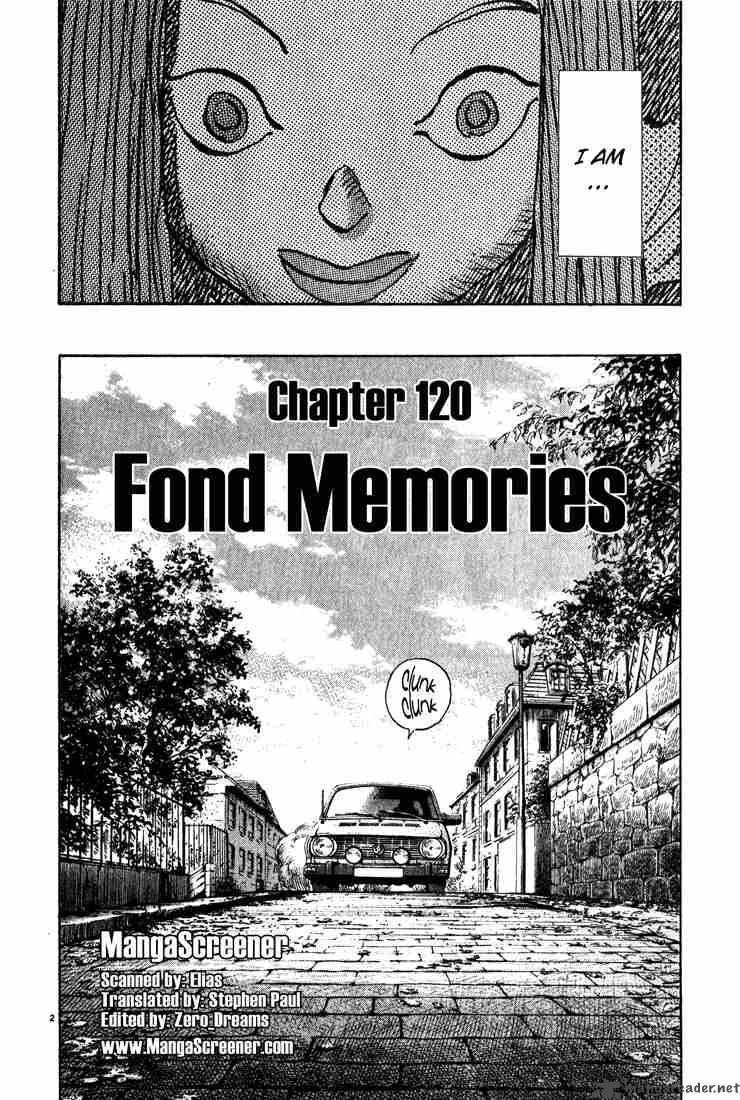 I AM
...
Chapter 120
Fond Memories
Clunk
Clunk
MangaScreener
Scanned by: Elias
Translated by: Stephen Paul
Edited by: Zero Dreams
www.MangaScreener.com
2